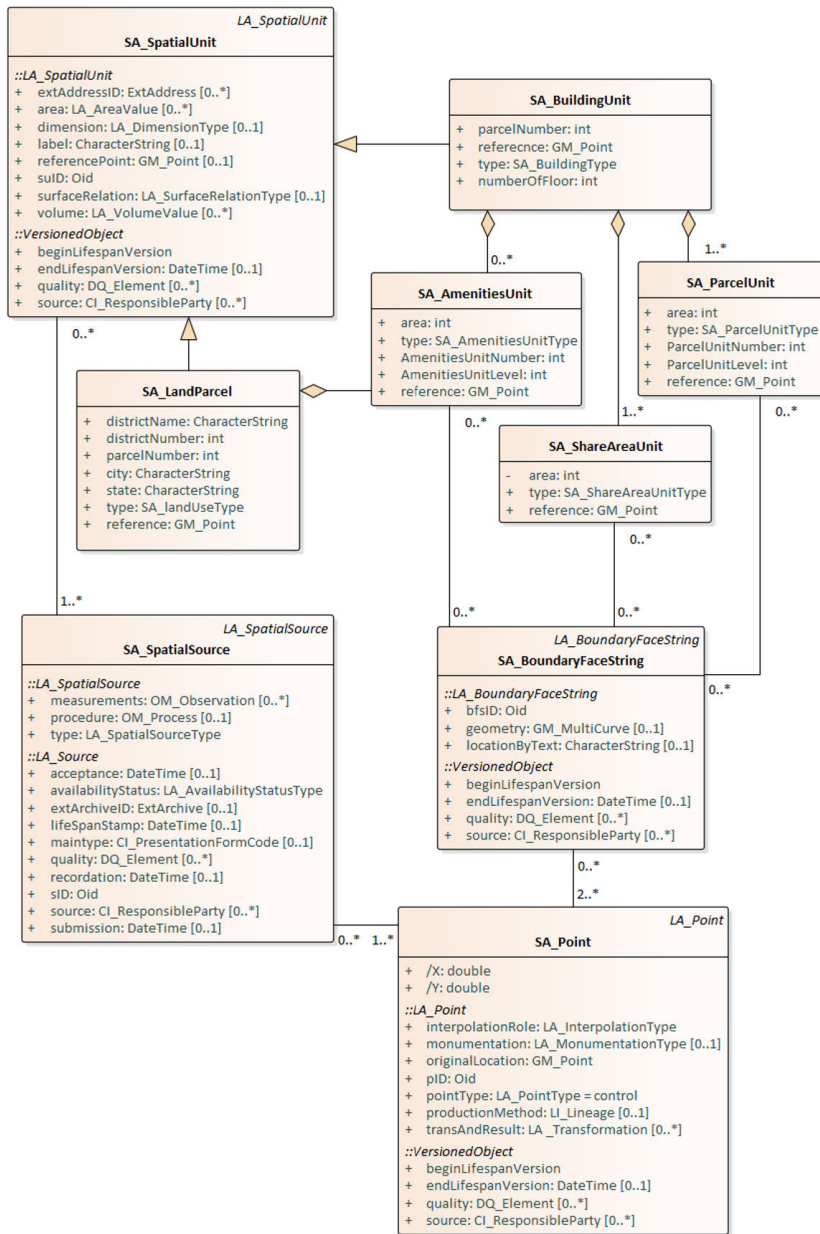 LA_SpatialUnit
SA_SpatialUnit
::LA_SpatialUnit
+ extAddressID: ExtAddress [0..*]
+ area: LA_AreaValue [0..*]
+ dimension: LA_DimensionType [0..1]
+ label: CharacterString [0..1]
+ referencePoint: GM_Point [0..1]
+ suID: Oid
+ surfaceRelation: LA_SurfaceRelationType [0..1]
+ volume: LA_VolumeValue [0..*]
::VersionedObject
+ beginLifespanVersion
+ endLifespanVersion: DateTime [0..1]
+ quality: DQ_Element [0..*]
+ source: CI_ResponsibleParty [0..*]
0..*
SA_BuildingUnit
+ parcelNumber: int
+ referecnce: GM_Point
+ type: SA_BuildingType
+ numberOfFloor: int
0..*
1..*
SA_AmenitiesUnit
+ area: int
+ type: SA_AmenitiesUnitType
+ AmenitiesUnitNumber: int
+ AmenitiesUnitLevel: int
+ reference: GM_Point
0..*
1..*
SA_ParcelUnit
+ area: int
+ type: SA_ParcelUnitType
+ ParcelUnitNumber: int
+ ParcelUnitLevel: int
+ reference: GM_Point
0..*
SA_LandParcel
+ districtName: CharacterString
+ districtNumber: int
+ parcelNumber: int
+ city: CharacterString
+ state: CharacterString
+ type: SA_landUseType
+ reference: GM_Point
SA_ShareAreaUnit
- area: int
+ type: SA_ShareAreaUnitType
+ reference: GM_Point
0..*
1..*
0..*
0..*
0..*
LA_SpatialSource
SA_SpatialSource
::LA_SpatialSource
+ measurements: OM_Observation [0..*]
+ procedure: OM_Process [0..1]
+ type: LA_SpatialSourceType
::LA_Source
+ acceptance: DateTime [0..1]
+ availabilityStatus: LA_AvailabilityStatusType
+ extArchiveID: ExtArchive [0..1]
+ lifeSpanStamp: DateTime [0..1]
+ maintype: CI_PresentationFormCode [0..1]
+ quality: DQ_Element [0..*]
+ recordation: DateTime [0..1]
+ sID: Oid
+ source: CI_ResponsibleParty [0..*]
+ submission: DateTime [0..1]
LA_BoundaryFaceString
SA_BoundaryFaceString
::LA_BoundaryFaceString
+ bfsID: Oid
+ geometry: GM_MultiCurve [0..1]
+ locationByText: CharacterString [0..1]
::VersionedObject
+ beginLifespanVersion
+ endLifespanVersion: DateTime [0..1]
+ quality: DQ_Element [0..*]
+ source: CI_ResponsibleParty [0..*]
0..*
2..*
0..* 1..*
LA_Point
SA_Point
+ /X: double
+ /Y: double
::LA_Point
+ interpolationRole: LA_InterpolationType
+ monumentation: LA_MonumentationType [0..1]
+ originalLocation: GM_Point
+ pID: Oid
+ pointType: LA_PointType = control
+ productionMethod: LI_Lineage [0..1]
+ transAndResult: LA _Transformation [0..*]
::VersionedObject
+ beginLifespanVersion
+ endLifespanVersion: DateTime [0..1]
+ quality: DQ_Element [0..*]
+ source: CI_ResponsibleParty [0..*]